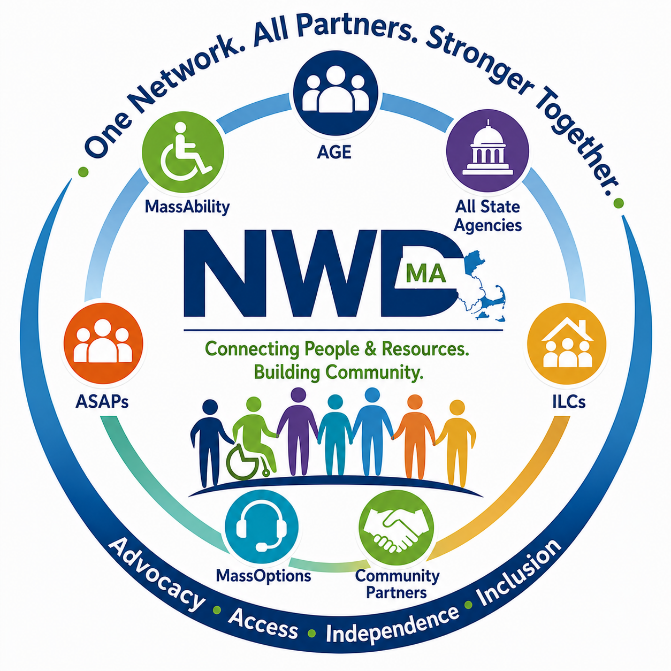 One Network. All Partners. Stronger Together.
AGE
MassAbility
All State
Agencies
NWD
MA
Connecting People & Resources.
Building Community.
ASAPs
ILCs
MassOptions
Community
Partners
Advocacy • Access • Independence • Inclusion